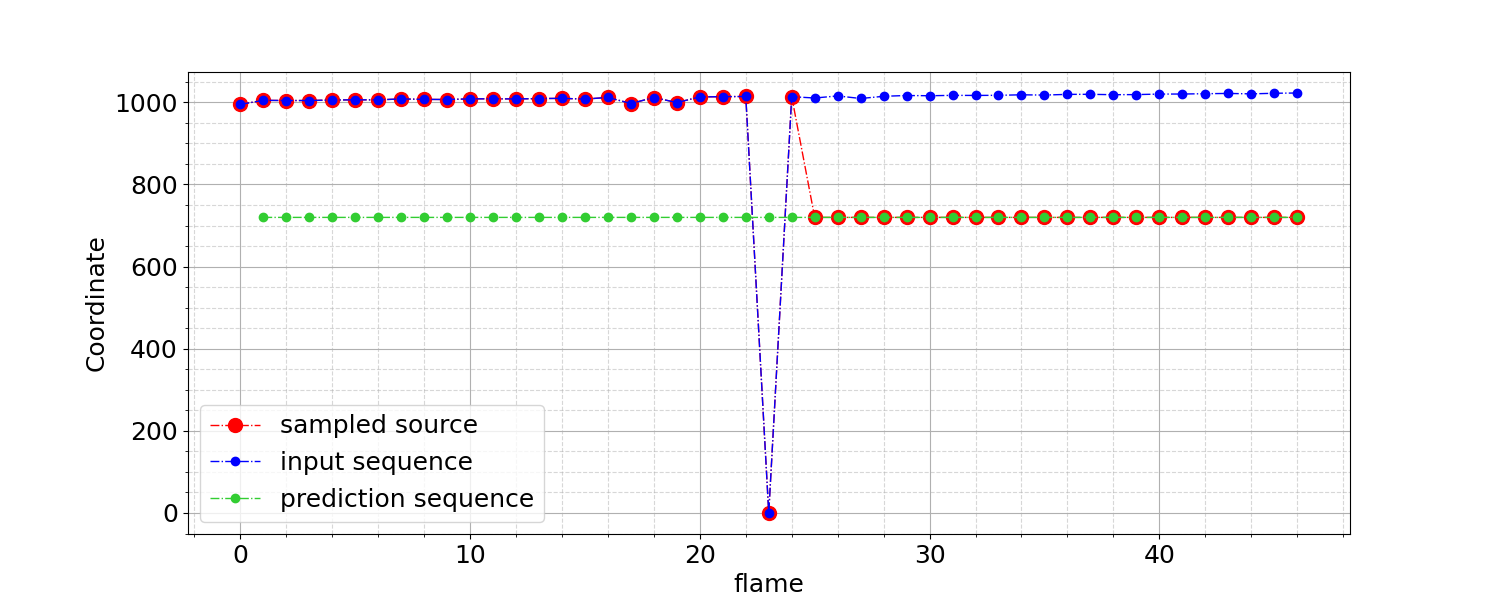 1000
800
600
400
200
0
Coordinate
sampled source
input sequence
prediction sequence
0 10 20 30 40
flame